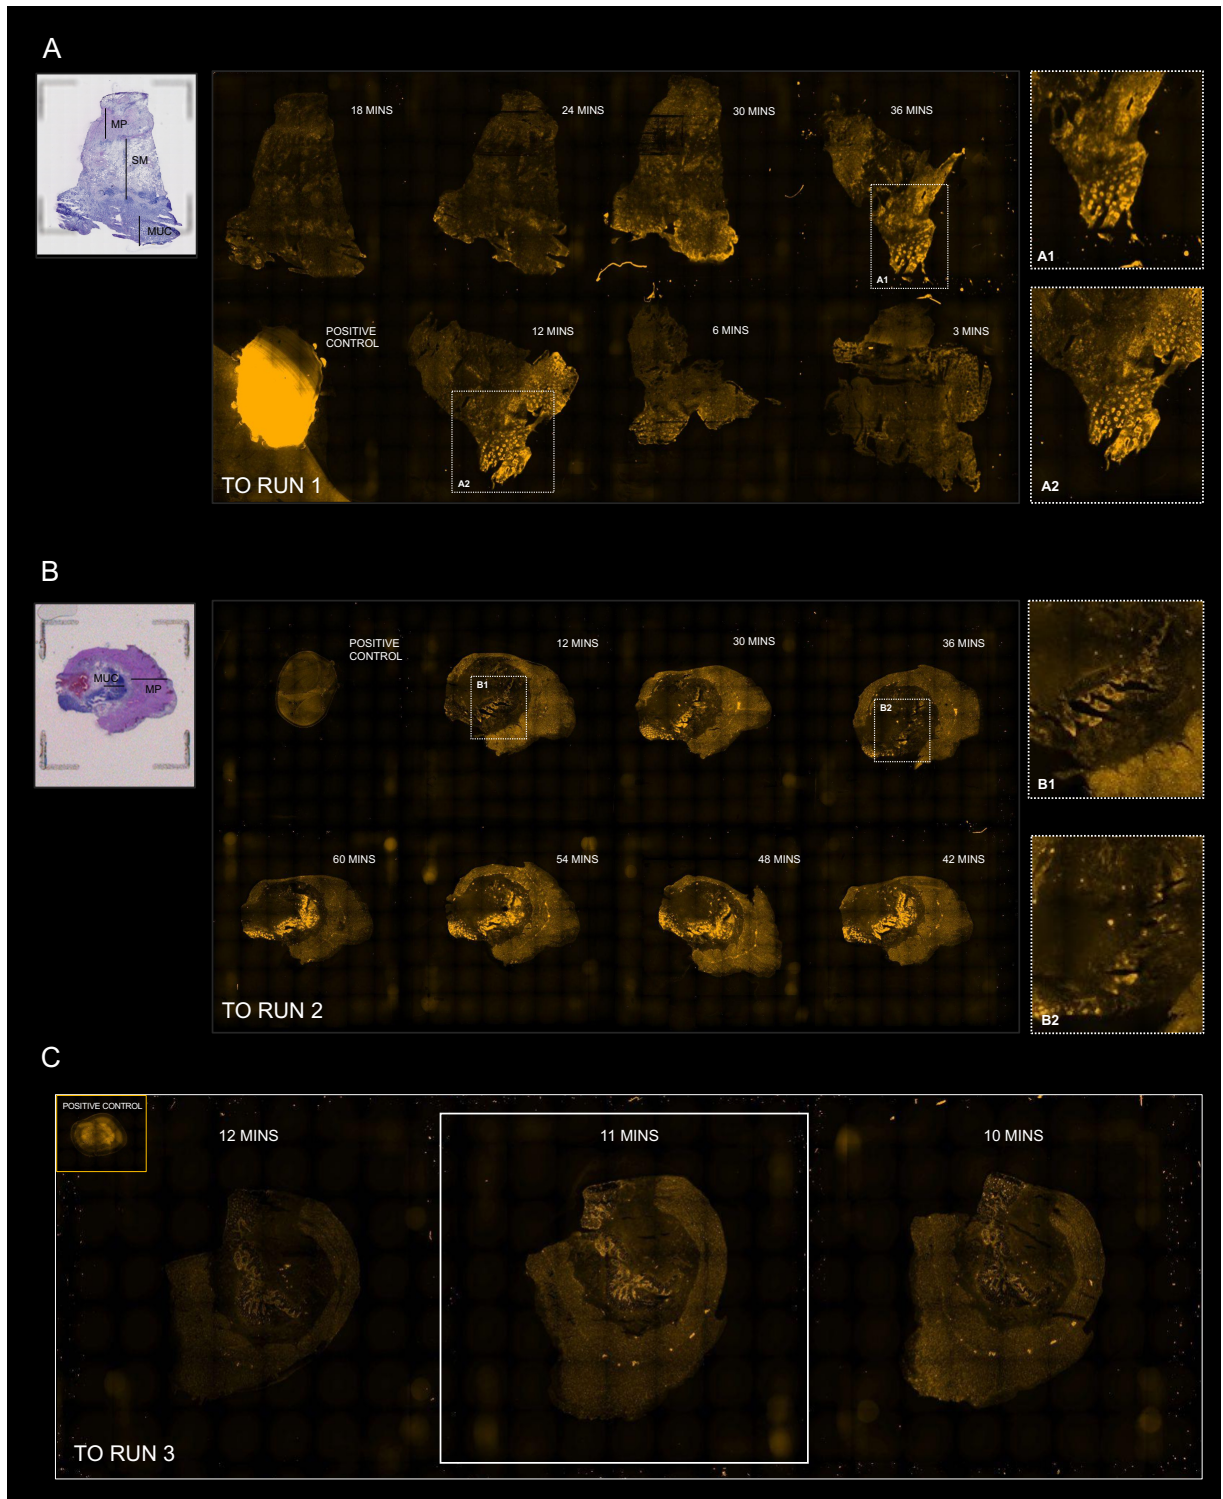 A
MP
SM
MUC
18 MINS
24 MINS
30 MINS
36 MINS
A1
A1
POSITIVE
CONTROL
12 MINS
6 MINS
3 MINS
A2
TO RUN 1
A2
B
MUC
MP
POSITIVE
CONTROL
12 MINS
30 MINS
36 MINS
B1
B2
B1
60 MINS
54 MINS
48 MINS
42 MINS
TO RUN 2
B2
C
POSITIVE CONTROL
12 MINS
11 MINS
10 MINS
TO RUN 3